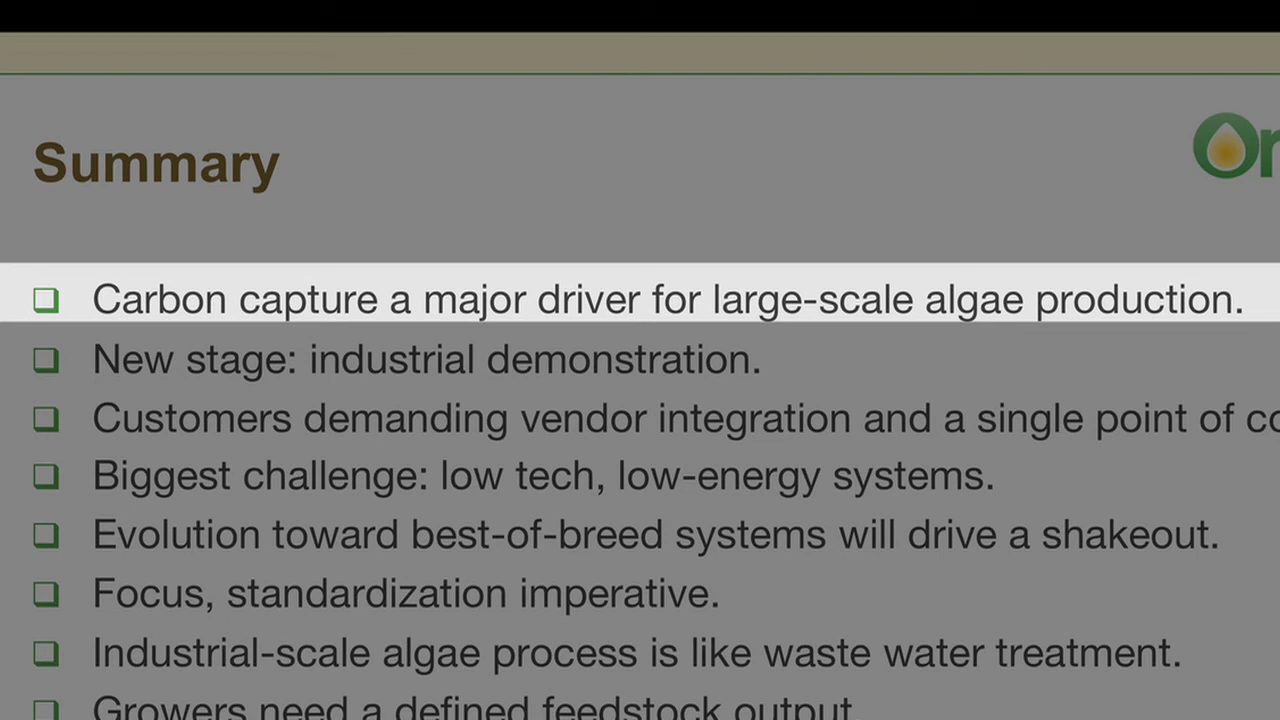 Summary
Or
Carbon capture a major driver for large-scale algae production.
New stage: industrial demonstration.
Customers demanding vendor integration and a single point of
Biggest challenge: low tech, low-energy systems.
Evolution toward best-of-breed systems will drive a shakeout.
Focus, standardization imperative.
Industrial-scale algae process is like waste water treatment.
Growers need a defined feedstock output